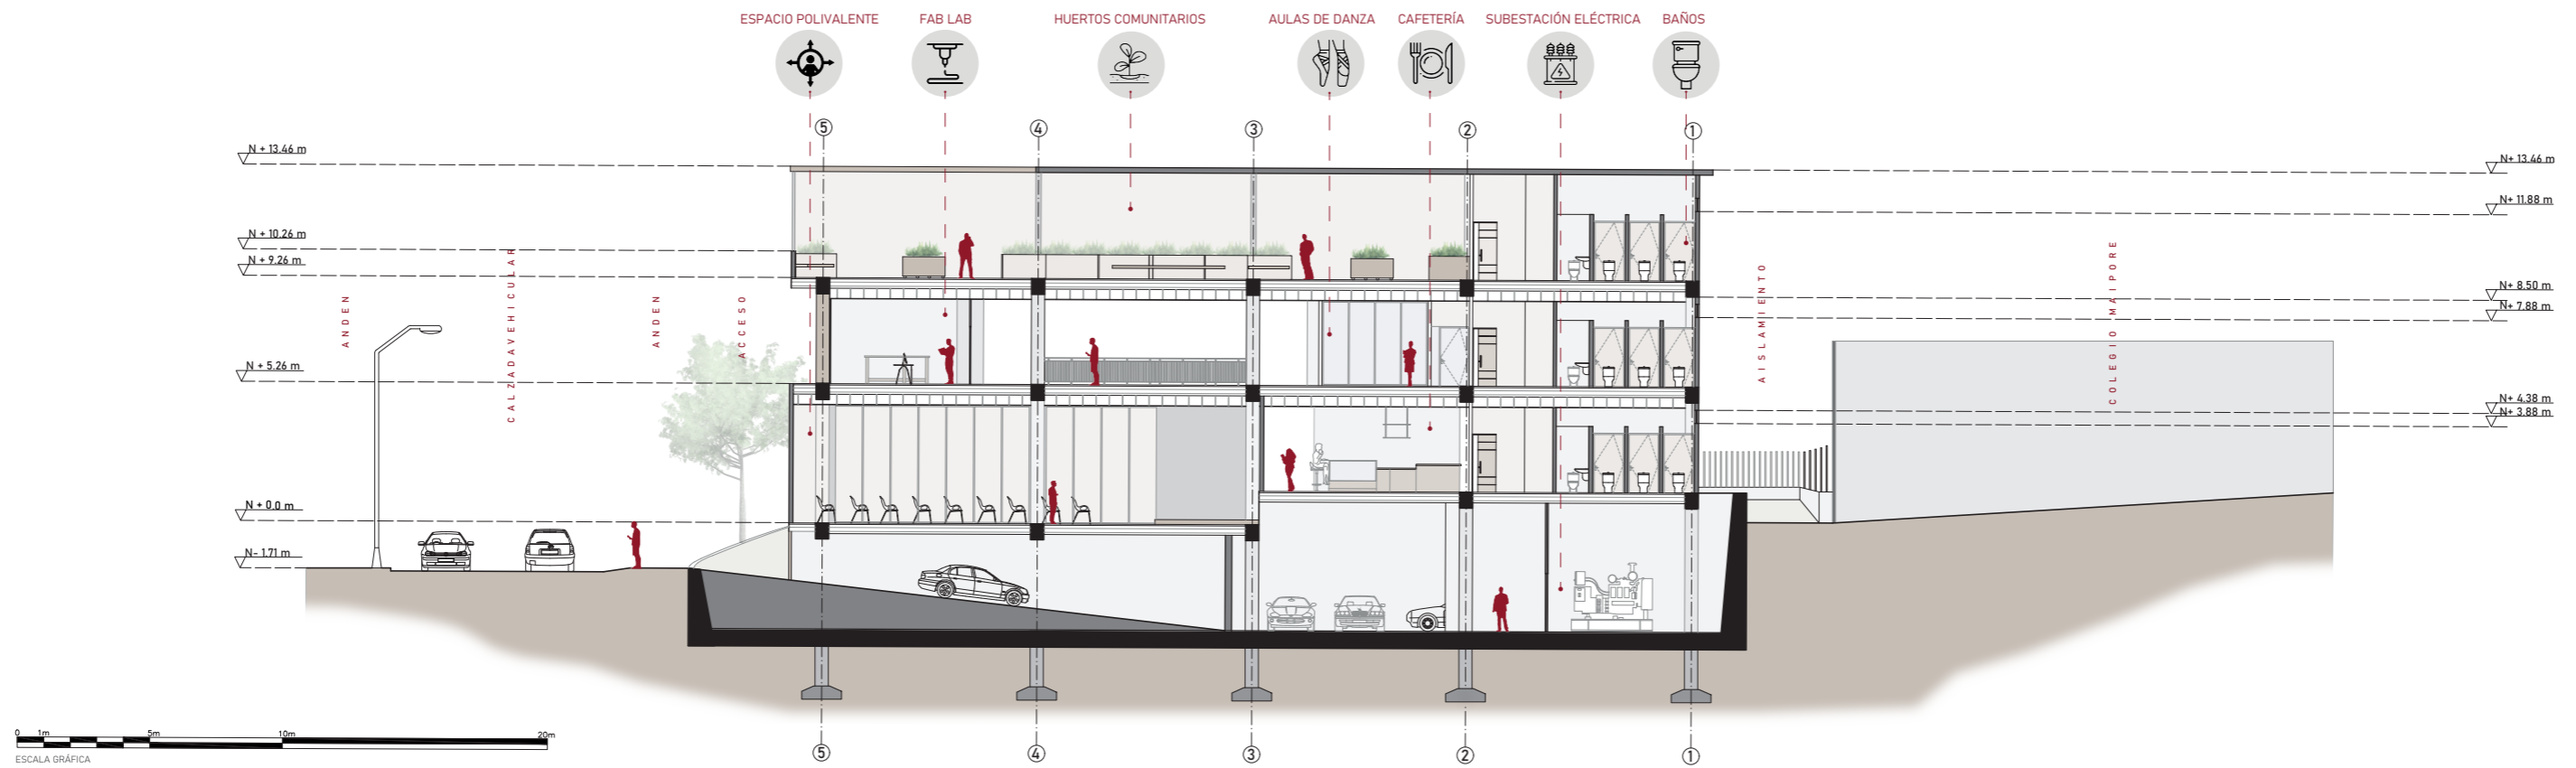 ESPACIO POLIVALENTE
FAB LAB
HUERTOS COMUNITARIOS
AULAS DE DANZA
CAFETERÍA
SUBESTACIÓN ELÉCTRICA
BAÑOS
5
4
3
2
1
N + 13.46 m
N + 10.26 m
N + 9.26 m
N + 5.26 m
N + 0.0 m
N- 1.71 m
N+ 13.46 m
N+ 11.88 m
N+ 8.50 m
N+ 7.88 m
N+ 4.38 m
N+ 3.88 m
ANDEN
CALZADAVEHICULAR
ANDEN
ACCESO
AISLAMIENTO
COLEGIO MAIPORE
5
4
3
2
1
0 1m 5m 10m 20m
ESCALA GRÁFICA